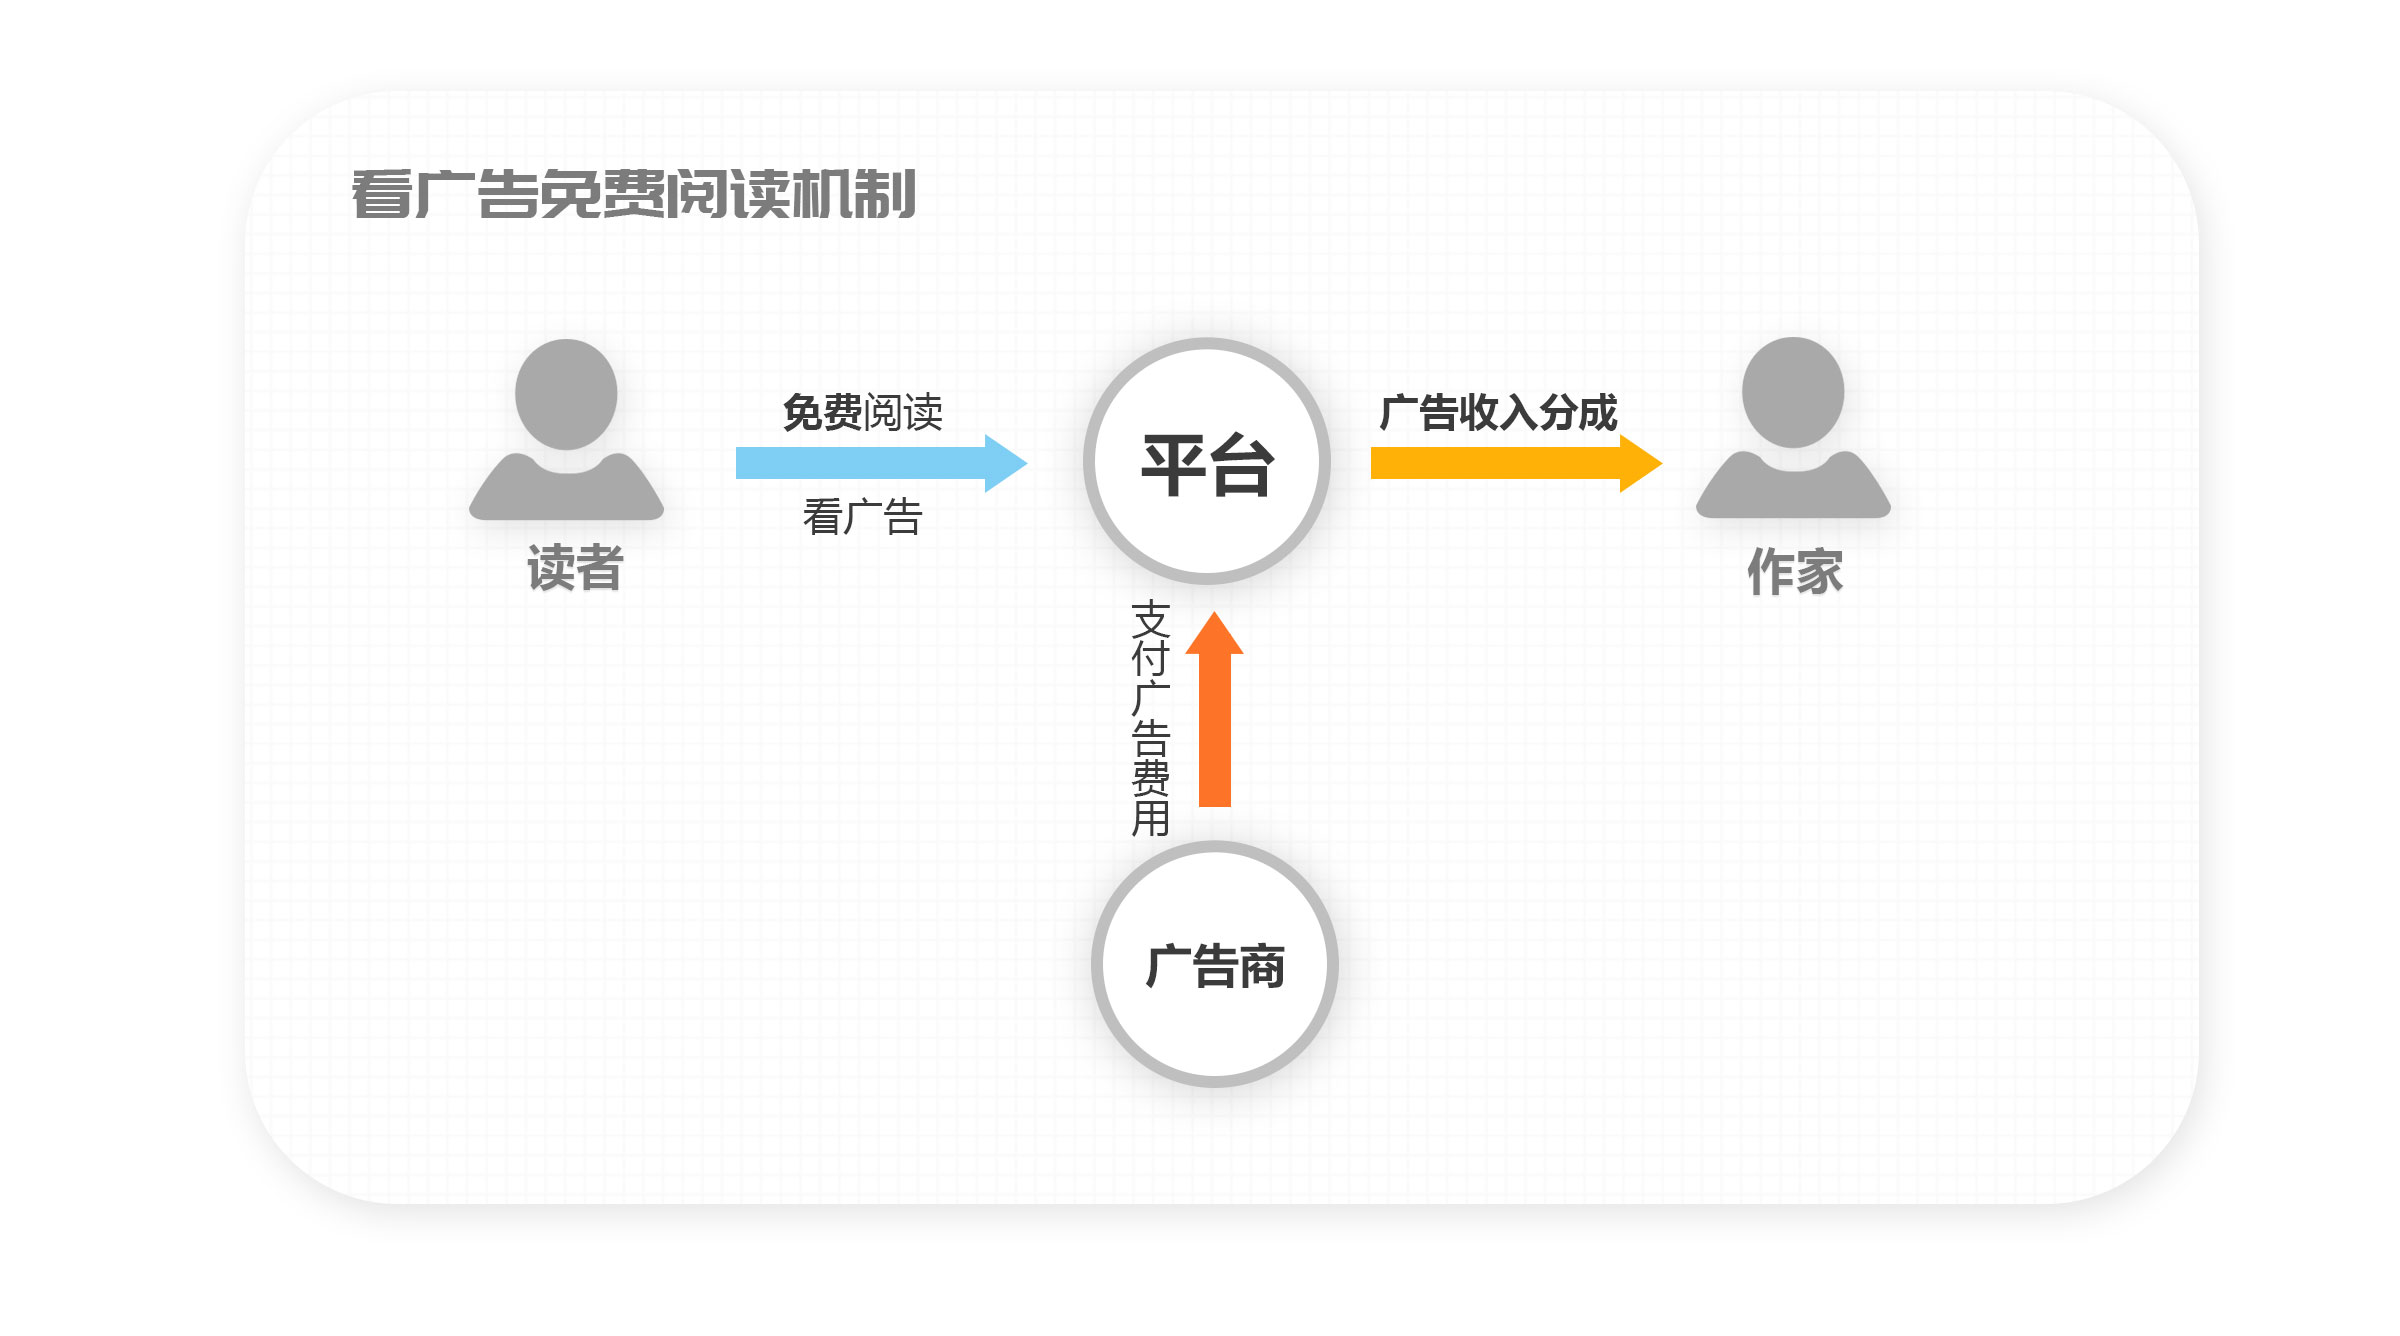 看广告免费阅读机制
免费阅读
看广告
读者
平台
广告收入分成
作家
支付广告费用
广告商